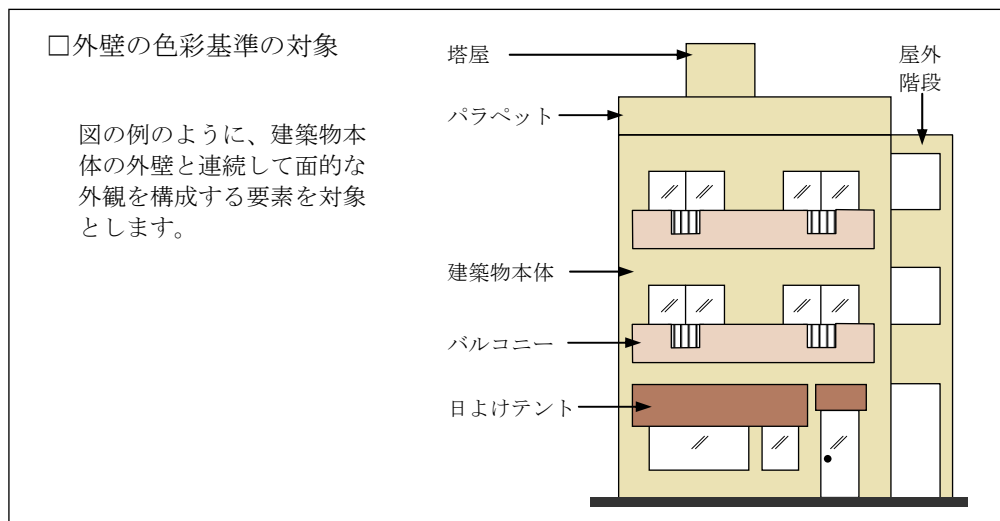 □外壁の色彩基準の対象
図の例のように、建築物本
体の外壁と連続して面的な
外観を構成する要素を対象
とします。
塔屋
屋外
階段
パラペット
建築物本体
バルコニー
日よけテント